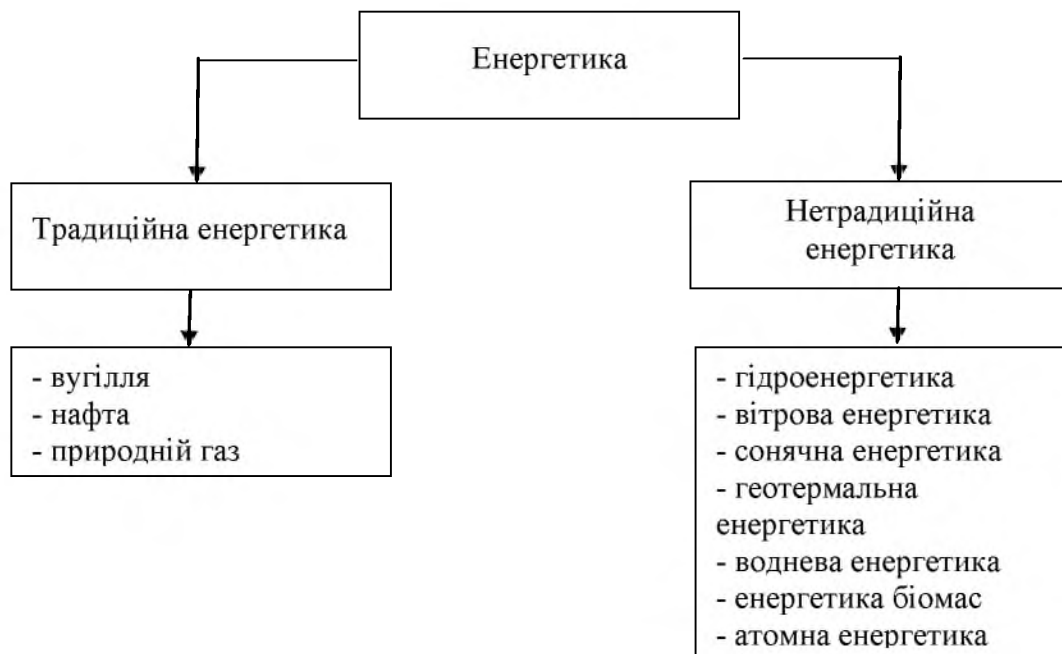 Енергетика
Традиційна енергетика
Нетрадиційна
енергетика
- вугілля
- нафта
- природній газ
- гідроенергетика
- вітрова енергетика
- сонячна енергетика
- геотермальна
енергетика
- воднева енергетика
- енергетика біомас
- атомна енергетика